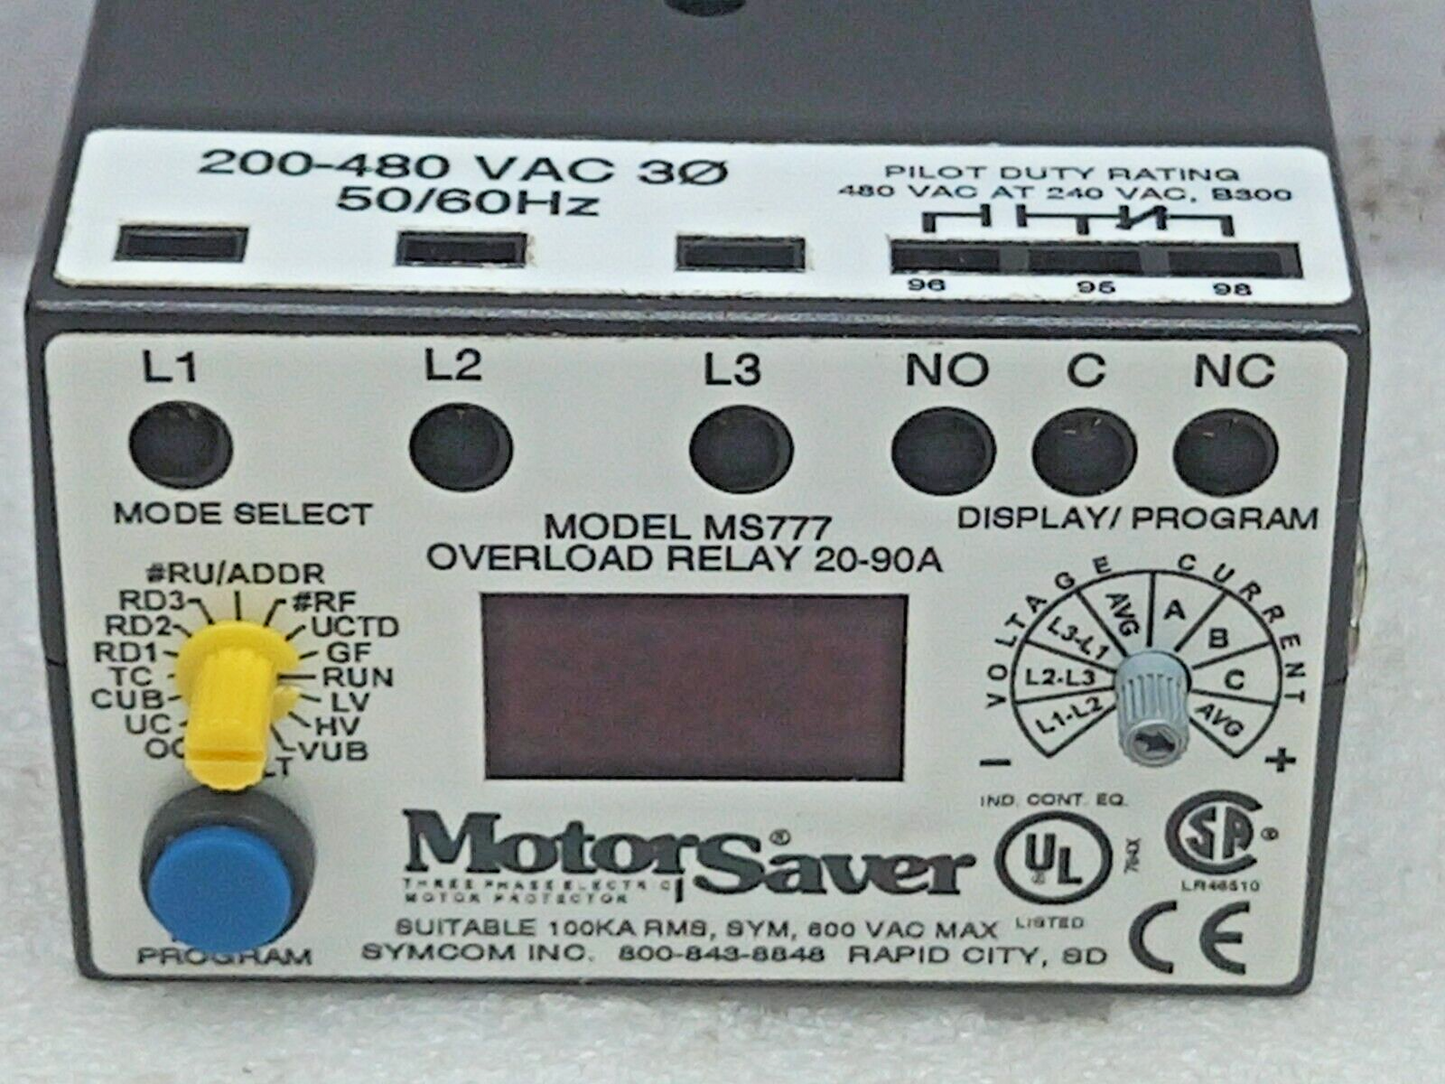 200-480 VAC 3Ø
50/60Hz
PILOT DUTY RATING
480 VAC AT 240 VAC, B300
96 95 98
L1 L2 L3 NO C NC
MODE SELECT
MODEL MS777
OVERLOAD RELAY 20-90A
DISPLAY/ PROGRAM
#RU/ADDR
RD3 #RF
RD2 UCTD
RD1 GF
TC RUN
CUB LV
UC HV
VUB
VOLTAGE CURRENT
L1-L2 L2-L3 L3-L1 AVG A B C AVG
- +
MotorSaver®
THREE PHASE ELECTRONIC
MOTOR PROTECTOR
IND. CONT. EQ.
UL ®
784X
LISTED
SA ®
LR46510
CE
SUITABLE 100KA RMS, SYM, 600 VAC MAX
SYMCOM INC. 800-843-8848 RAPID CITY, SD
PROGRAM